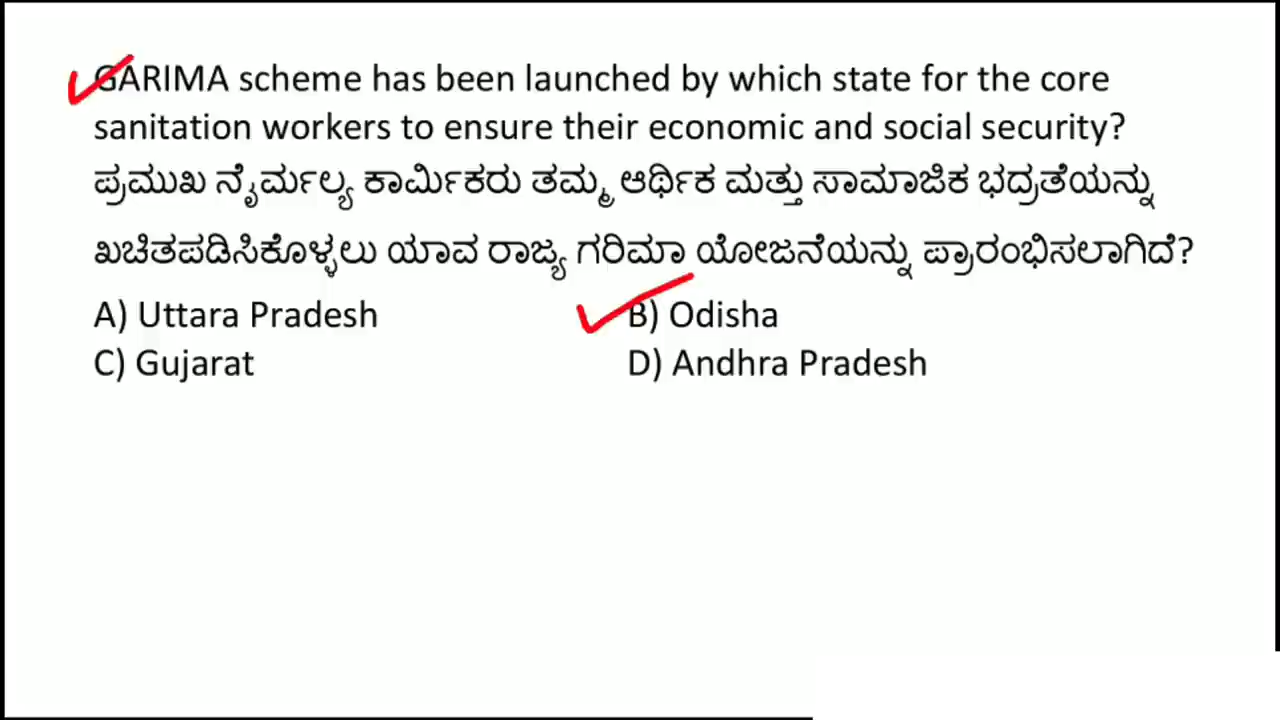 GARIMA scheme has been launched by which state for the core
sanitation workers to ensure their economic and social security?
ಪ್ರಮುಖ ನೈರ್ಮಲ್ಯ ಕಾರ್ಮಿಕರು ತಮ್ಮ ಆರ್ಥಿಕ ಮತ್ತು ಸಾಮಾಜಿಕ ಭದ್ರತೆಯನ್ನು
ಖಚಿತಪಡಿಸಿಕೊಳ್ಳಲು ಯಾವ ರಾಜ್ಯ ಗರಿಮಾ ಯೋಜನೆಯನ್ನು ಪ್ರಾರಂಭಿಸಲಾಗಿದೆ?
A) Uttara Pradesh B) Odisha
C) Gujarat D) Andhra Pradesh